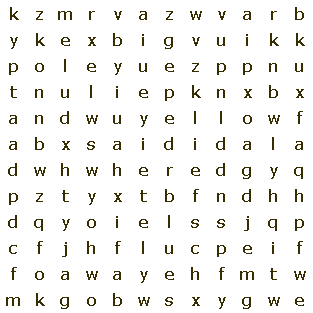 k z m r v a z w v a r b
y k e x b i g v u i k k
p o l e y u e z p p n u
t n u l i e p k n x b x
a n d w u y e l l o w f
a b x s a i d i d a l a
d w h w h e r e d g y q
p z t y x t b f n d h h
d q y o i e l s s j q p
c f j h f l u c p e i f
f o a w a y e h f m t w
m k g o b w s x y g w e